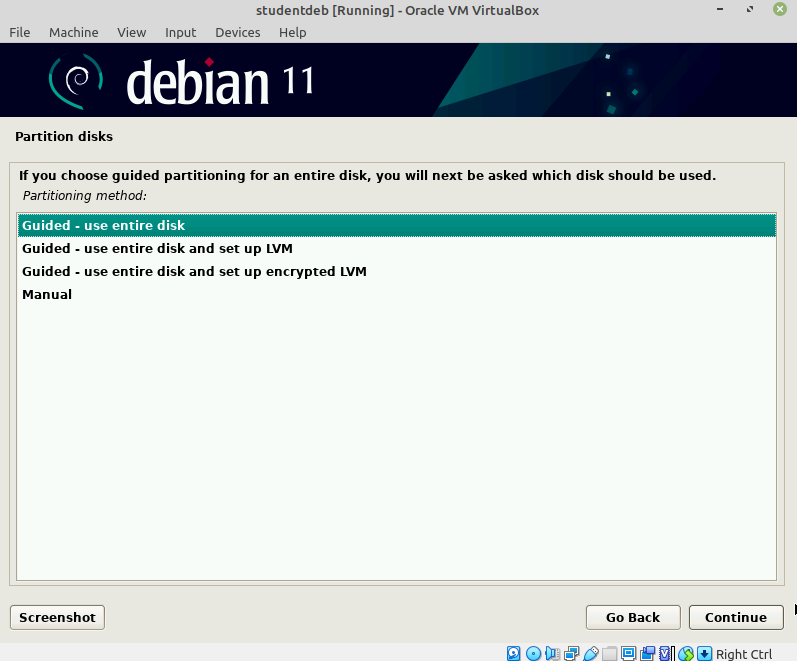 studentdeb [Running] - Oracle VM VirtualBox
File Machine View Input Devices Help
debian 11
Partition disks
If you choose guided partitioning for an entire disk, you will next be asked which disk should be used.
Partitioning method:
Guided - use entire disk
Guided - use entire disk and set up LVM
Guided - use entire disk and set up encrypted LVM
Manual
Screenshot Go Back Continue
Right Ctrl